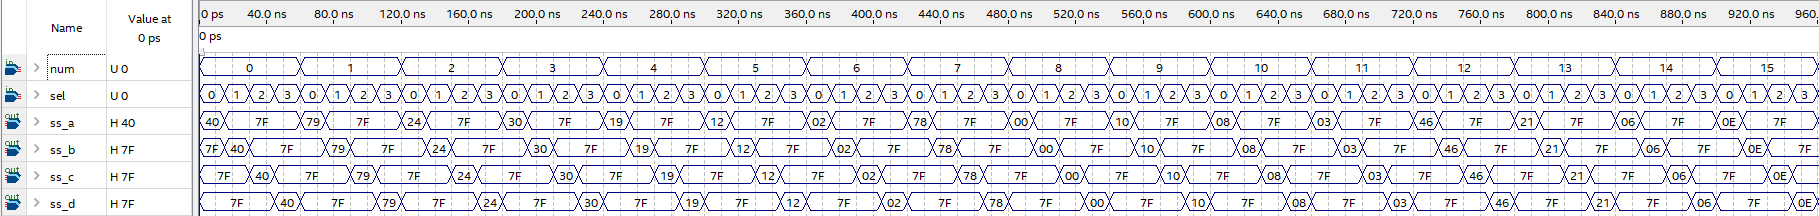 Name Value at 0 ps
0 ps 40.0 ns 80.0 ns 120.0 ns 160.0 ns 200.0 ns 240.0 ns 280.0 ns 320.0 ns 360.0 ns 400.0 ns 440.0 ns 480.0 ns 520.0 ns 560.0 ns 600.0 ns 640.0 ns 680.0 ns 720.0 ns 760.0 ns 800.0 ns 840.0 ns 880.0 ns 920.0 ns 960.
0 ps
in num U 0 0 1 2 3 4 5 6 7 8 9 10 11 12 13 14 15
in sel U 0 0 1 2 3 0 1 2 3 0 1 2 3 0 1 2 3 0 1 2 3 0 1 2 3 0 1 2 3 0 1 2 3 0 1 2 3 0 1 2 3 0 1 2 3 0 1 2 3 0 1 2 3 0 1 2 3 0 1 2 3 0 1 2 3
out ss_a H 40 40 7F 79 7F 24 7F 30 7F 19 7F 12 7F 02 7F 78 7F 00 7F 10 7F 08 7F 03 7F 46 7F 21 7F 06 7F 0E 7F
out ss_b H 7F 7F 40 7F 79 7F 24 7F 30 7F 19 7F 12 7F 02 7F 78 7F 00 7F 10 7F 08 7F 03 7F 46 7F 21 7F 06 7F 0E 7F
out ss_c H 7F 7F 40 7F 79 7F 24 7F 30 7F 19 7F 12 7F 02 7F 78 7F 00 7F 10 7F 08 7F 03 7F 46 7F 21 7F 06 7F 0E
out ss_d H 7F 7F 40 7F 79 7F 24 7F 30 7F 19 7F 12 7F 02 7F 78 7F 00 7F 10 7F 08 7F 03 7F 46 7F 21 7F 06 7F 0E